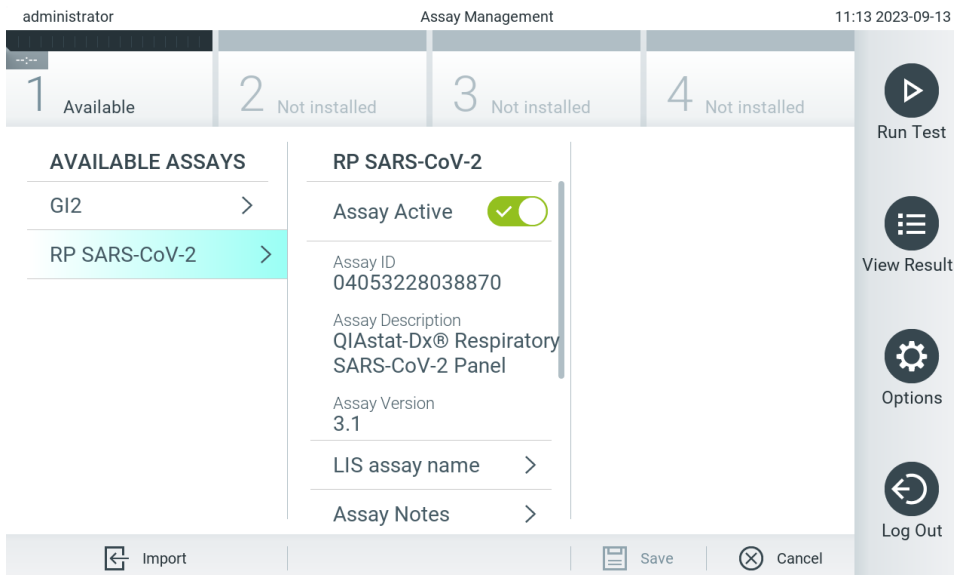 administrator Assay Management 11:13 2023-09-13
--:--
1 Available 2 Not installed 3 Not installed 4 Not installed
Run Test
AVAILABLE ASSAYS
GI2
RP SARS-CoV-2
RP SARS-CoV-2
Assay Active
Assay ID
04053228038870
Assay Description
QIAstat-Dx® Respiratory
SARS-CoV-2 Panel
Assay Version
3.1
LIS assay name
Assay Notes
View Result
Options
Log Out
Import Save Cancel